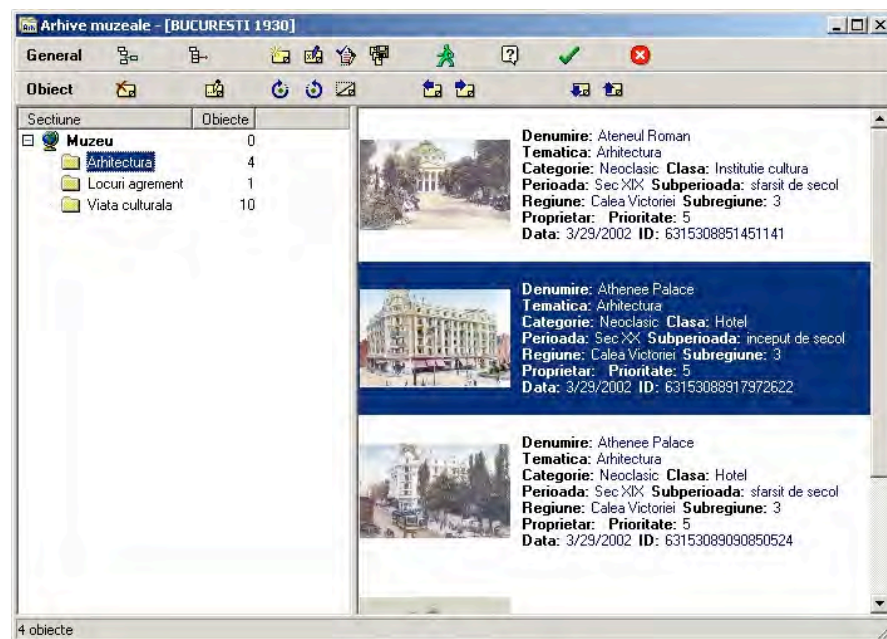 Arhive muzeale - [BUCURESTI 1930]
General
Obiect
Sectiune Obiecte
Muzeu 0
Arhitectura 4
Locuri agrement 1
Viata culturala 10
Denumire: Ateneul Roman
Tematica: Arhitectura
Categorie: Neoclasic Clasa: Institutie cultura
Perioada: Sec XIX Subperioada: sfarsit de secol
Regiune: Calea Victoriei Subregiune: 3
Proprietar: Prioritate: 5
Data: 3/29/2002 ID: 6315308851451141
Denumire: Athenee Palace
Tematica: Arhitectura
Categorie: Neoclasic Clasa: Hotel
Perioada: Sec XX Subperioada: inceput de secol
Regiune: Calea Victoriei Subregiune: 3
Proprietar: Prioritate: 5
Data: 3/29/2002 ID: 63153088917972622
Denumire: Athenee Palace
Tematica: Arhitectura
Categorie: Neoclasic Clasa: Hotel
Perioada: Sec XIX Subperioada: sfarsit de secol
Regiune: Calea Victoriei Subregiune: 3
Proprietar: Prioritate: 5
Data: 3/29/2002 ID: 63153089090850524
4 obiecte